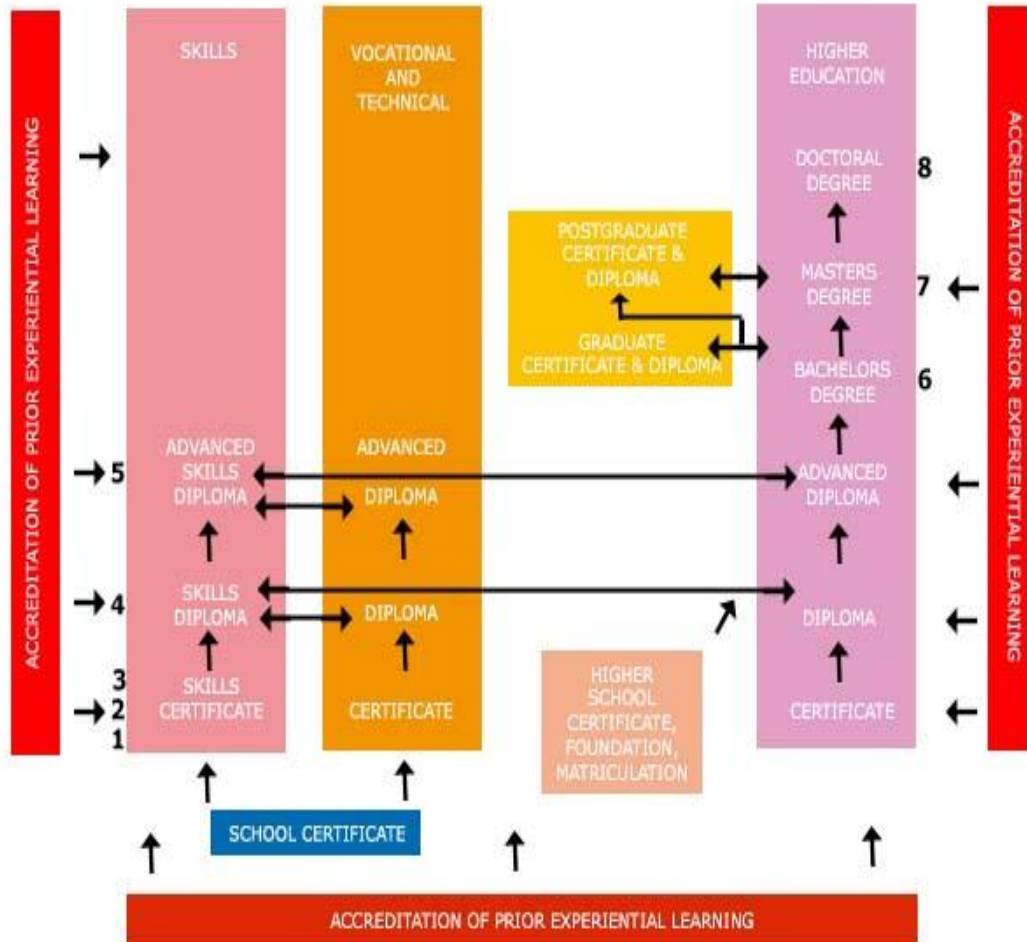 ACCREDITATION OF PRIOR EXPERIENTIAL LEARNING
SKILLS
ADVANCED
SKILLS
DIPLOMA
SKILLS
DIPLOMA
SKILLS
CERTIFICATE
5
4
3
2
1
VOCATIONAL
AND
TECHNICAL
ADVANCED
DIPLOMA
DIPLOMA
CERTIFICATE
POSTGRADUATE
CERTIFICATE &
DIPLOMA
GRADUATE
CERTIFICATE & DIPLOMA
HIGHER
SCHOOL
CERTIFICATE,
FOUNDATION,
MATRICULATION
HIGHER
EDUCATION
DOCTORAL
DEGREE
MASTERS
DEGREE
BACHELORS
DEGREE
ADVANCED
DIPLOMA
DIPLOMA
CERTIFICATE
8
7
6
ACCREDITATION OF PRIOR EXPERIENTIAL LEARNING
SCHOOL CERTIFICATE
ACCREDITATION OF PRIOR EXPERIENTIAL LEARNING